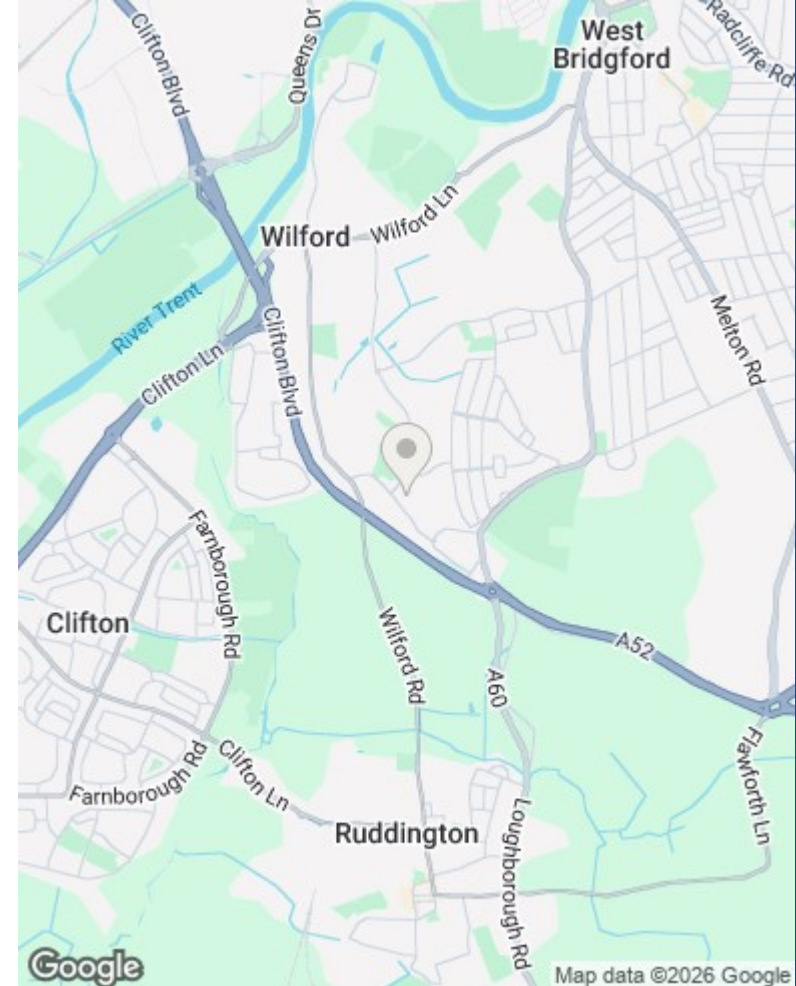 Clifton Blvd
Queens Dr
West
Bridgford
Radcliffe Rd
Wilford
Wilford Ln
River Trent
Clifton Ln
Clifton Blvd
Melton Rd
Farnborough Rd
Clifton
Wilford Rd
A52
A60
Flawforth Ln
Clifton Ln
Farnborough Rd
Ruddington
Loughborough Rd
Google
Map data ©2026 Google